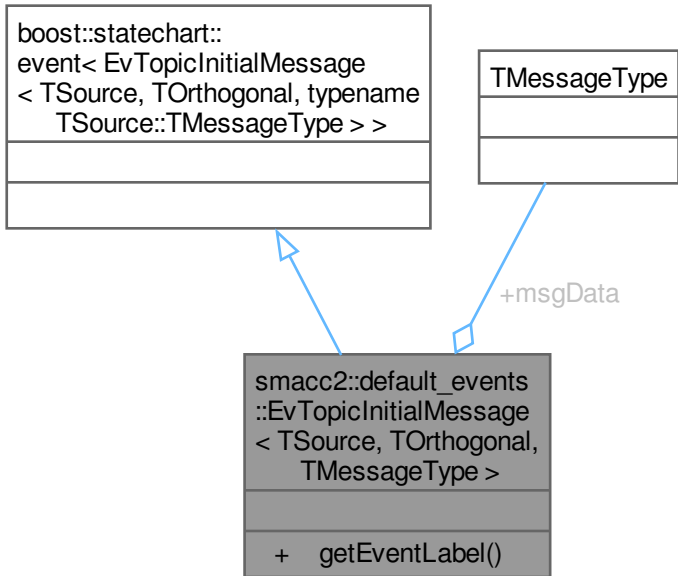 boost::statechart::
event< EvTopicInitialMessage
< TSource, TOrthogonal, typename
TSource::TMessageType > >
TMessageType
+msgData
smacc2::default_events
::EvTopicInitialMessage
< TSource, TOrthogonal,
TMessageType >
+ getEventLabel()